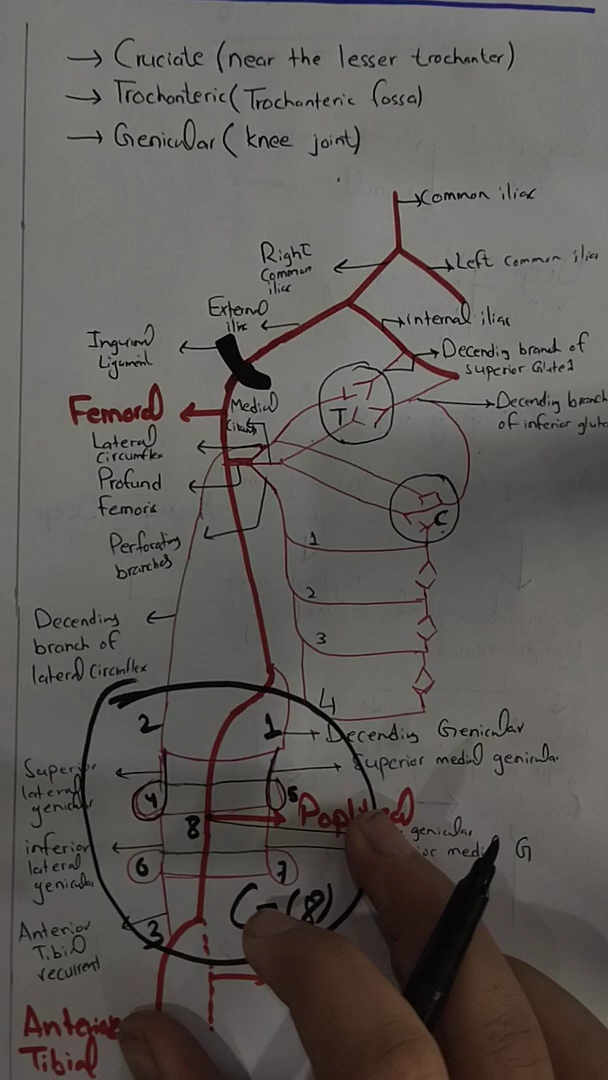 → Cruciate (near the lesser trochanter)
→ Trochanteric (Trochanteric fossa)
→ Genicular (knee joint)
Common iliac
Right
Common
iliac
Left common ilia
External
iliac
internal iliac
Inguinal
Ligament
Decending branch of
superior Gluteal
Femoral
Medial
Decending branch
of inferior glute
T
Lateral
Circumflex
Profund
femoris
C
Perforating
branches
1
2
3
4
Decending
branch of
lateral Circmflex
2
1
Decending Genicular
Superior medial genicular
Superior
lateral
genicular
4
5
Popliteal
8
genicular
ior medial G
inferior
lateral
genicular
6
7
G-(8)
Anterior
Tibial
recurrent
3
Anterior
Tibial